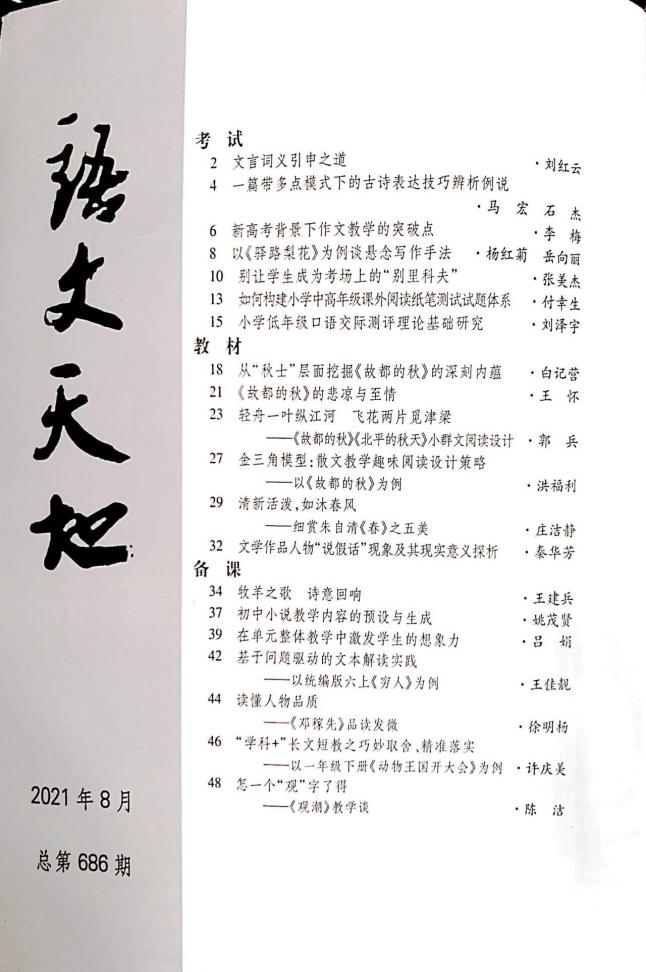 语文天地
2021年8月
总第686期
考试
2 文言词义引申之道 ·刘红云
4 一篇带多点模式下的古诗表达技巧辨析例说
·马 宏 石 杰
6 新高考背景下作文教学的突破点 ·李 梅
8 以《驿路梨花》为例谈悬念写作手法 ·杨红菊 岳向丽
10 别让学生成为考场上的“别里科夫” ·张美杰
13 如何构建小学中高年级课外阅读纸笔测试试题体系 ·付幸生
15 小学低年级口语交际测评理论基础研究 ·刘泽宇
教材
18 从“秋士”层面挖掘《故都的秋》的深刻内蕴 ·白记营
21 《故都的秋》的悲凉与至情 ·王 怀
23 轻舟一叶纵江河 飞花两片觅津梁
——《故都的秋》《北平的秋天》小群文阅读设计 ·郭 兵
27 金三角模型:散文教学趣味阅读设计策略
——以《故都的秋》为例 ·洪福利
29 清新活泼,如沐春风
——细赏朱自清《春》之五美 ·庄洁静
32 文学作品人物“说假话”现象及其现实意义探析 ·秦华芳
备课
34 牧羊之歌 诗意回响 ·王建兵
37 初中小说教学内容的预设与生成 ·姚茂贤
39 在单元整体教学中激发学生的想象力 ·吕 娟
42 基于问题驱动的文本解读实践
——以统编版六上《穷人》为例 ·王佳靓
44 读懂人物品质
——《邓稼先》品读发微 ·徐明杨
46 “学科+”长文短教之巧妙取舍、精准落实
——以一年级下册《动物王国开大会》为例 ·许庆美
48 怎一个“观”字了得
——《观潮》教学谈 ·陈 洁